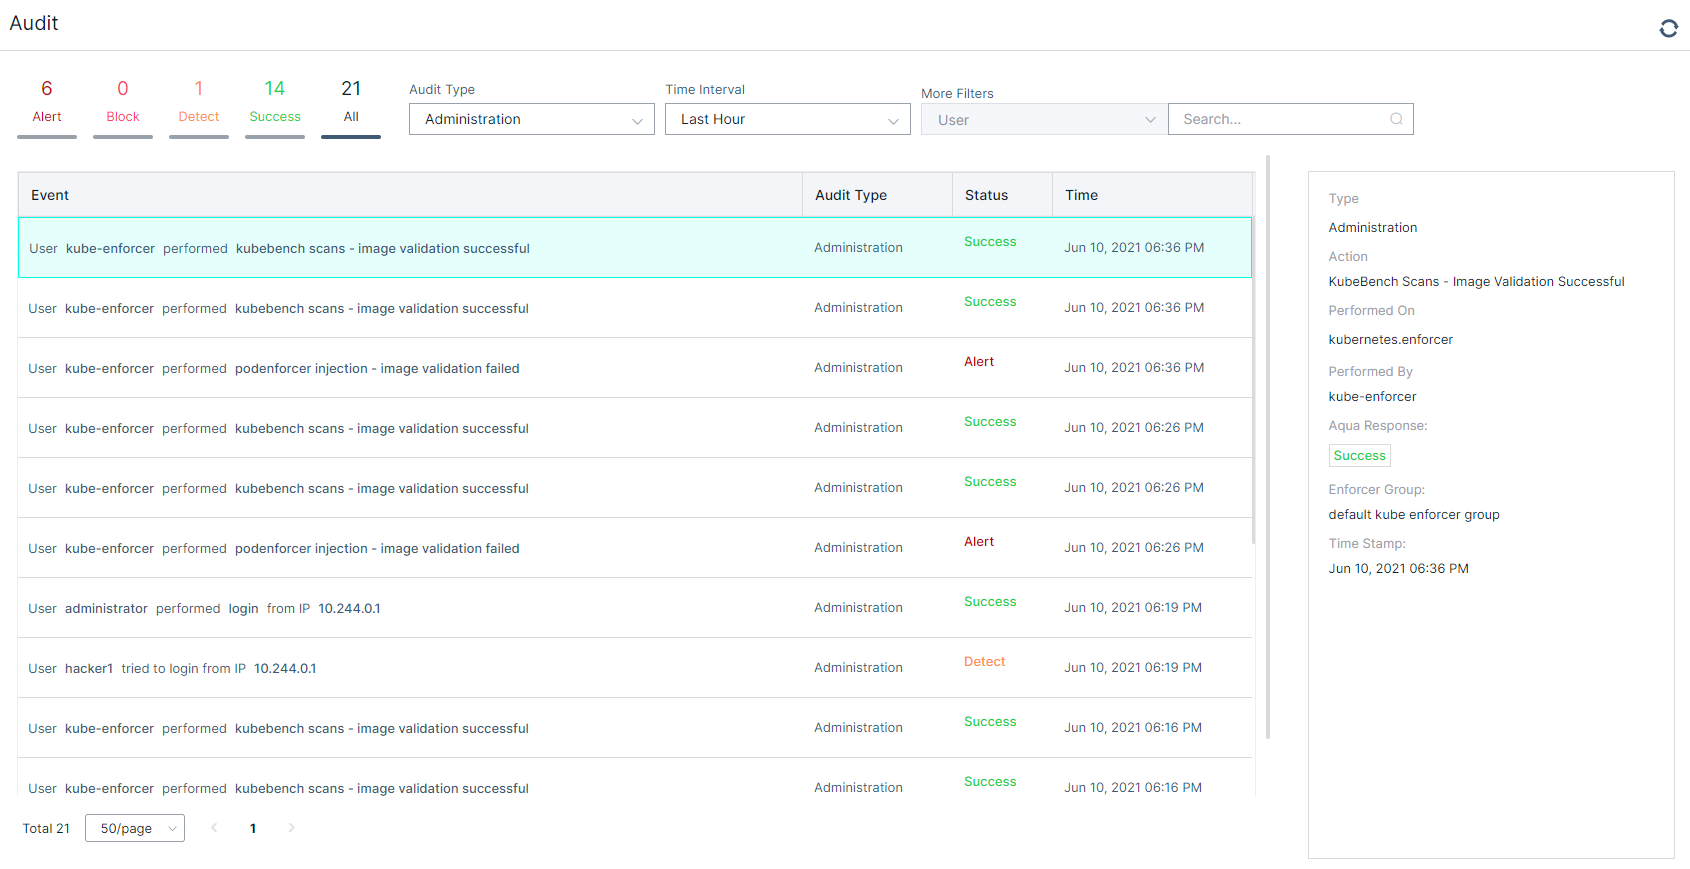 Audit
6 0 1 14 21
Alert Block Detect Success All
Audit Type
Administration
Time Interval
Last Hour
More Filters
User
Search...
Event Audit Type Status Time
User kube-enforcer performed kubebench scans - image validation successful Administration Success Jun 10, 2021 06:36 PM
User kube-enforcer performed kubebench scans - image validation successful Administration Success Jun 10, 2021 06:36 PM
User kube-enforcer performed podenforcer injection - image validation failed Administration Alert Jun 10, 2021 06:36 PM
User kube-enforcer performed kubebench scans - image validation successful Administration Success Jun 10, 2021 06:26 PM
User kube-enforcer performed kubebench scans - image validation successful Administration Success Jun 10, 2021 06:26 PM
User kube-enforcer performed podenforcer injection - image validation failed Administration Alert Jun 10, 2021 06:26 PM
User administrator performed login from IP 10.244.0.1 Administration Success Jun 10, 2021 06:19 PM
User hacker1 tried to login from IP 10.244.0.1 Administration Detect Jun 10, 2021 06:19 PM
User kube-enforcer performed kubebench scans - image validation successful Administration Success Jun 10, 2021 06:16 PM
User kube-enforcer performed kubebench scans - image validation successful Administration Success Jun 10, 2021 06:16 PM
Total 21 50/page 1
Type
Administration
Action
KubeBench Scans - Image Validation Successful
Performed On
kubernetes.enforcer
Performed By
kube-enforcer
Aqua Response:
Success
Enforcer Group:
default kube enforcer group
Time Stamp:
Jun 10, 2021 06:36 PM